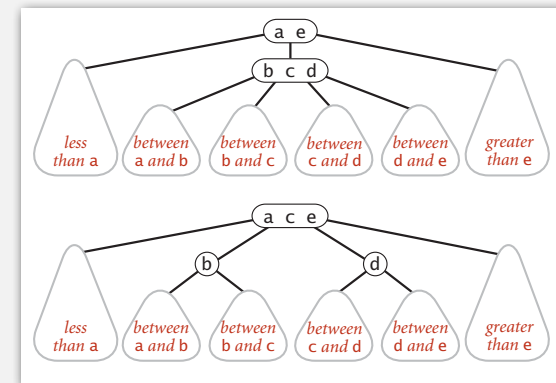 a e
b c d
less
than a
between
a and b
between
b and c
between
c and d
between
d and e
greater
than e
a c e
b
d
less
than a
between
a and b
between
b and c
between
c and d
between
d and e
greater
than e